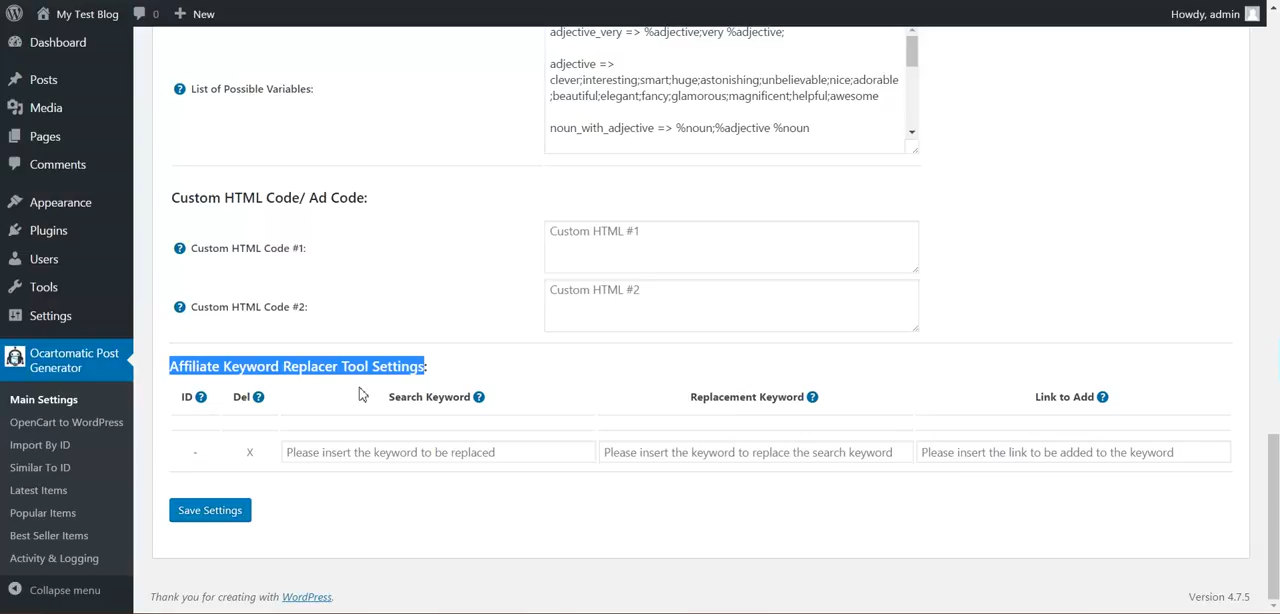 My Test Blog
0
New
Howdy, admin
Dashboard
Posts
Media
Pages
Comments
Appearance
Plugins
Users
Tools
Settings
Ocartomatic Post
Generator
Main Settings
OpenCart to WordPress
Import By ID
Similar To ID
Latest Items
Popular Items
Best Seller Items
Activity & Logging
Collapse menu
adjective_very => %adjective;very %adjective;
adjective =>
clever;interesting;smart;huge;astonishing;unbelievable;nice;adorable
;beautiful;elegant;fancy;glamorous;magnificent;helpful;awesome
noun_with_adjective => %noun;%adjective %noun
? List of Possible Variables:
Custom HTML Code/ Ad Code:
? Custom HTML Code #1:
Custom HTML #1
? Custom HTML Code #2:
Custom HTML #2
Affiliate Keyword Replacer Tool Settings:
ID ? Del ? Search Keyword ? Replacement Keyword ? Link to Add ?
- X Please insert the keyword to be replaced Please insert the keyword to replace the search keyword Please insert the link to be added to the keyword
Save Settings
Thank you for creating with WordPress.
Version 4.7.5